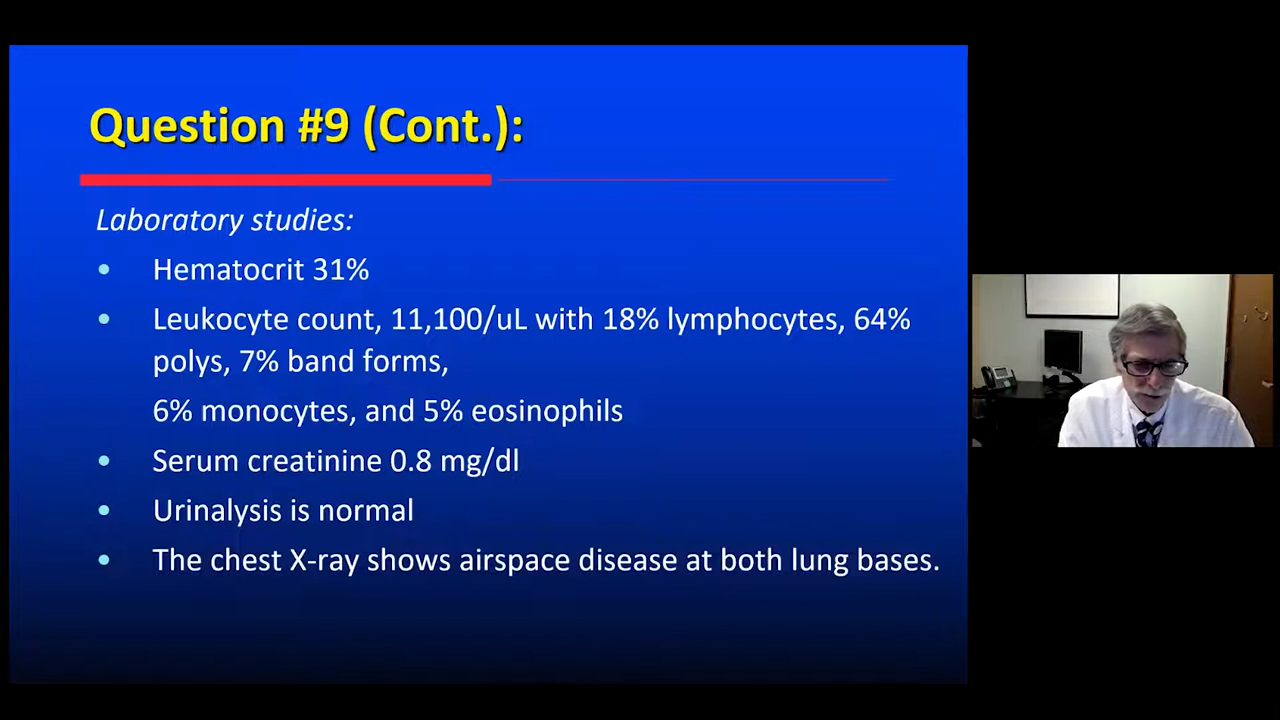 Question #9 (Cont.):
Laboratory studies:
• Hematocrit 31%
• Leukocyte count, 11,100/uL with 18% lymphocytes, 64%
polys, 7% band forms,
6% monocytes, and 5% eosinophils
• Serum creatinine 0.8 mg/dl
• Urinalysis is normal
• The chest X-ray shows airspace disease at both lung bases.